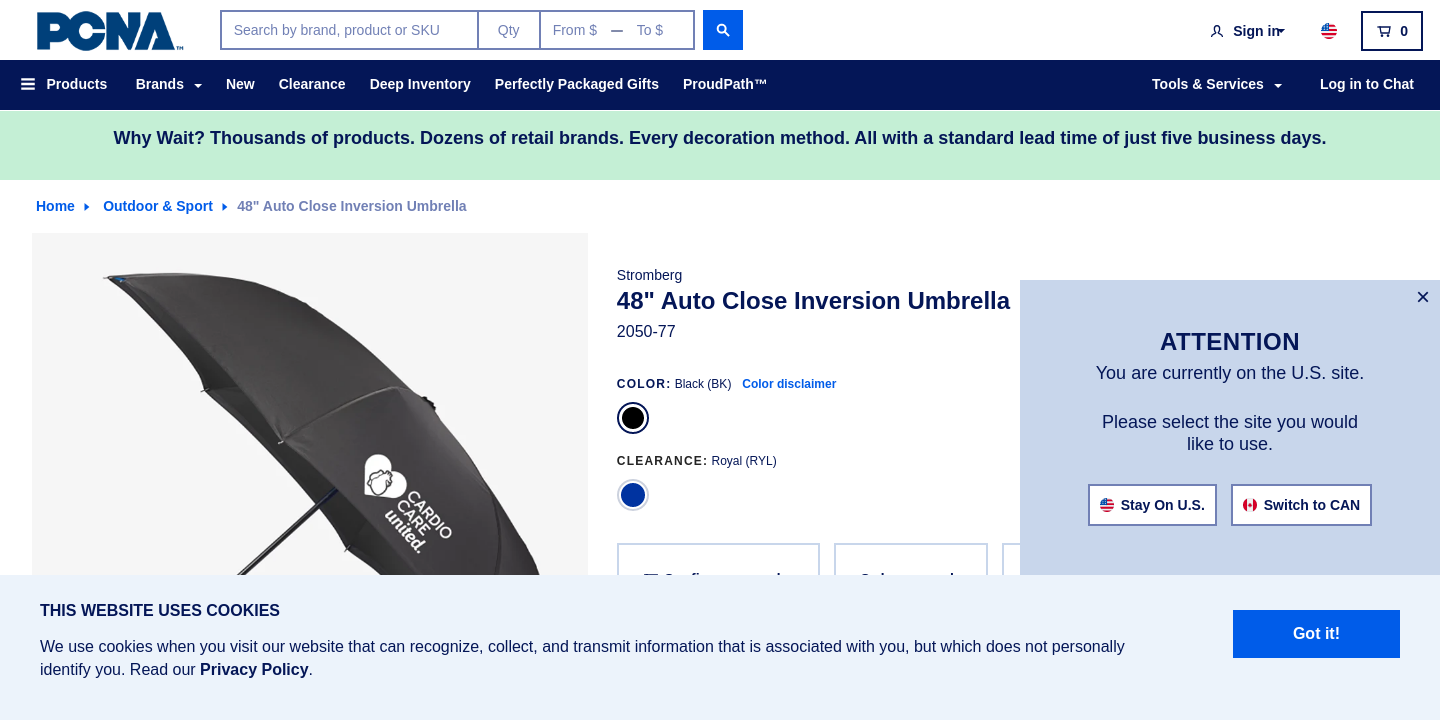 PCNA™
Search by brand, product or SKU
Qty
From $ — To $
Sign in
0
Products
Brands
New
Clearance
Deep Inventory
Perfectly Packaged Gifts
ProudPath™
Tools & Services
Log in to Chat
Why Wait? Thousands of products. Dozens of retail brands. Every decoration method. All with a standard lead time of just five business days.
Home
Outdoor & Sport
48" Auto Close Inversion Umbrella
CARDIO
CARE
united.
Stromberg
48" Auto Close Inversion Umbrella
2050-77
COLOR: Black (BK) Color disclaimer
CLEARANCE: Royal (RYL)
×
ATTENTION
You are currently on the U.S. site.
Please select the site you would
like to use.
Stay On U.S.
Switch to CAN
THIS WEBSITE USES COOKIES
We use cookies when you visit our website that can recognize, collect, and transmit information that is associated with you, but which does not personally
identify you. Read our Privacy Policy.
Got it!